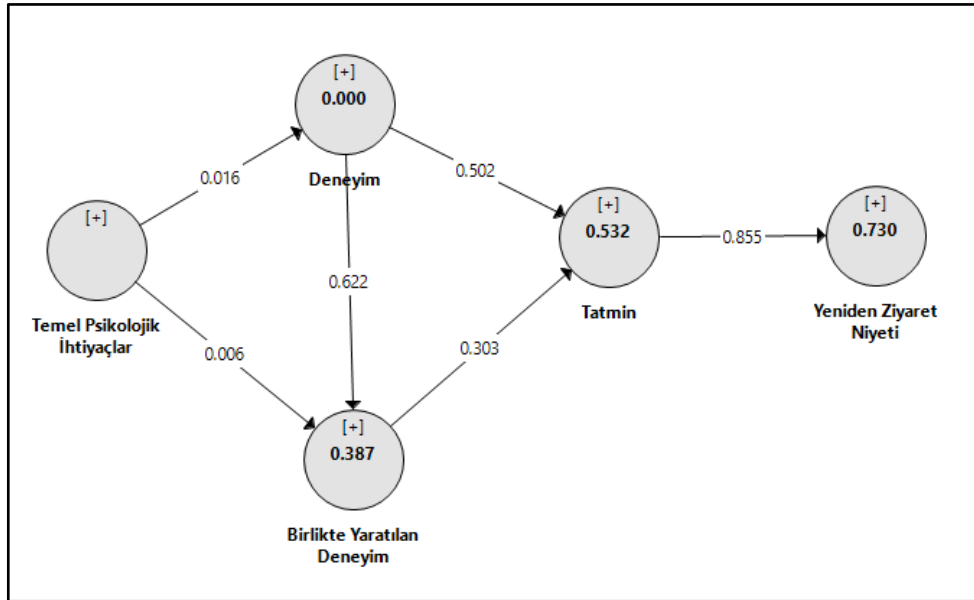 [+]
0.000
Deneyim
0.016
0.502
[+]
Temel Psikolojik
İhtiyaçlar
[+]
0.532
Tatmin
0.855
[+]
0.730
Yeniden Ziyaret
Niyeti
0.622
0.006
0.303
[+]
0.387
Birlikte Yaratılan
Deneyim